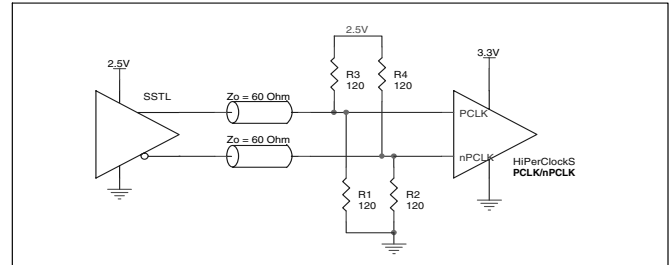 2.5V
2.5V
3.3V
R3
120
R4
120
SSTL
Zo = 60 Ohm
PCLK
Zo = 60 Ohm
nPCLK
HiPerClockS
PCLK/nPCLK
R1
120
R2
120